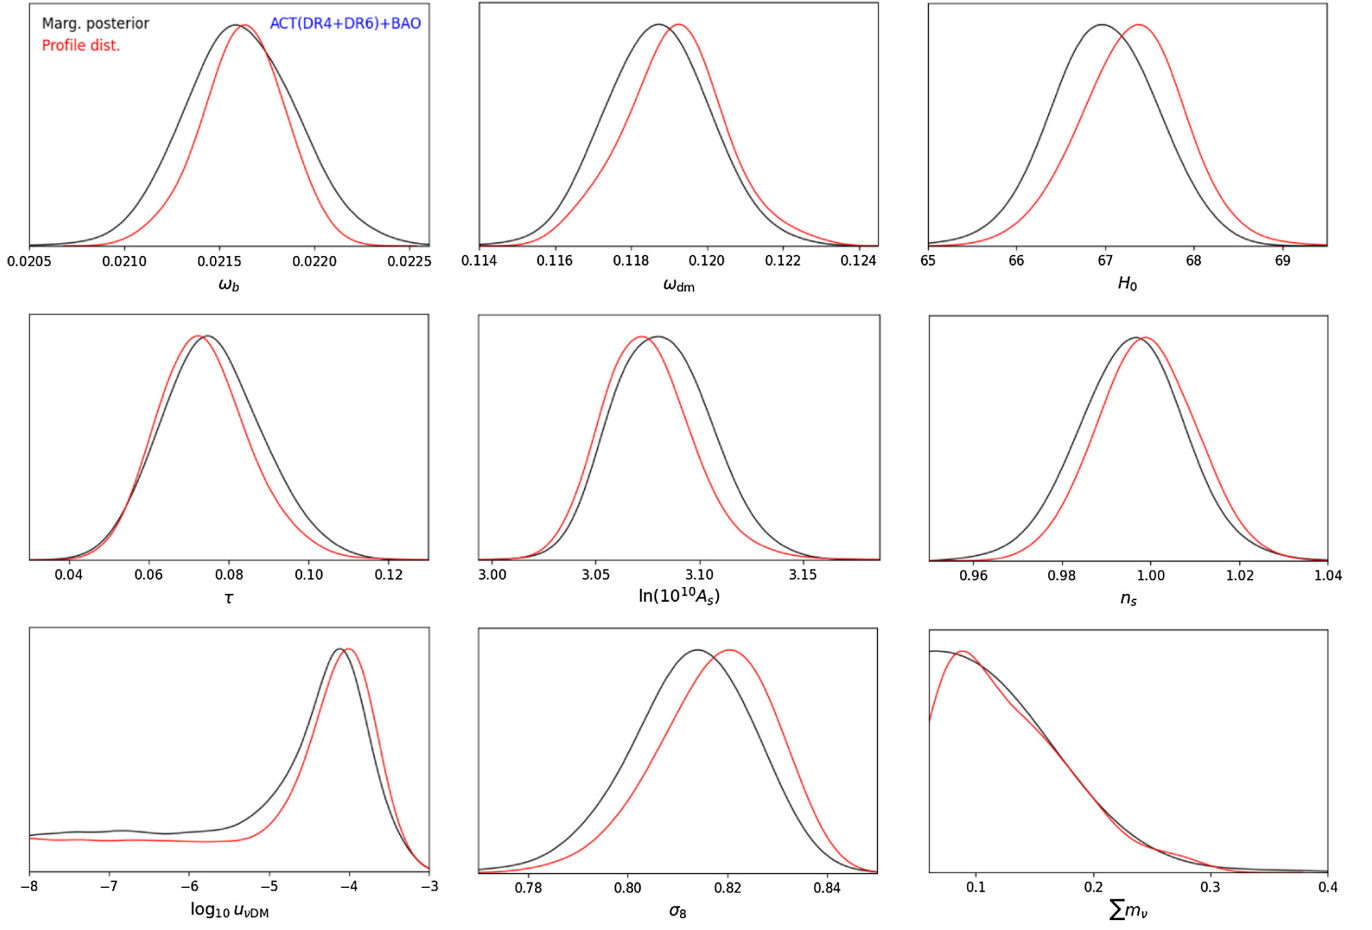 Marg. posterior
ACT(DR4+DR6)+BAO
Profile dist.
0.0205 0.0210 0.0215 0.0220 0.0225
ω_b
0.114 0.116 0.118 0.120 0.122 0.124
ω_dm
65 66 67 68 69
H_0
0.04 0.06 0.08 0.10 0.12
τ
3.00 3.05 3.10 3.15
ln(10^10 A_s)
0.96 0.98 1.00 1.02 1.04
n_s
−8 −7 −6 −5 −4 −3
log_10 u_νDM
0.78 0.80 0.82 0.84
σ_8
0.1 0.2 0.3 0.4
∑m_ν